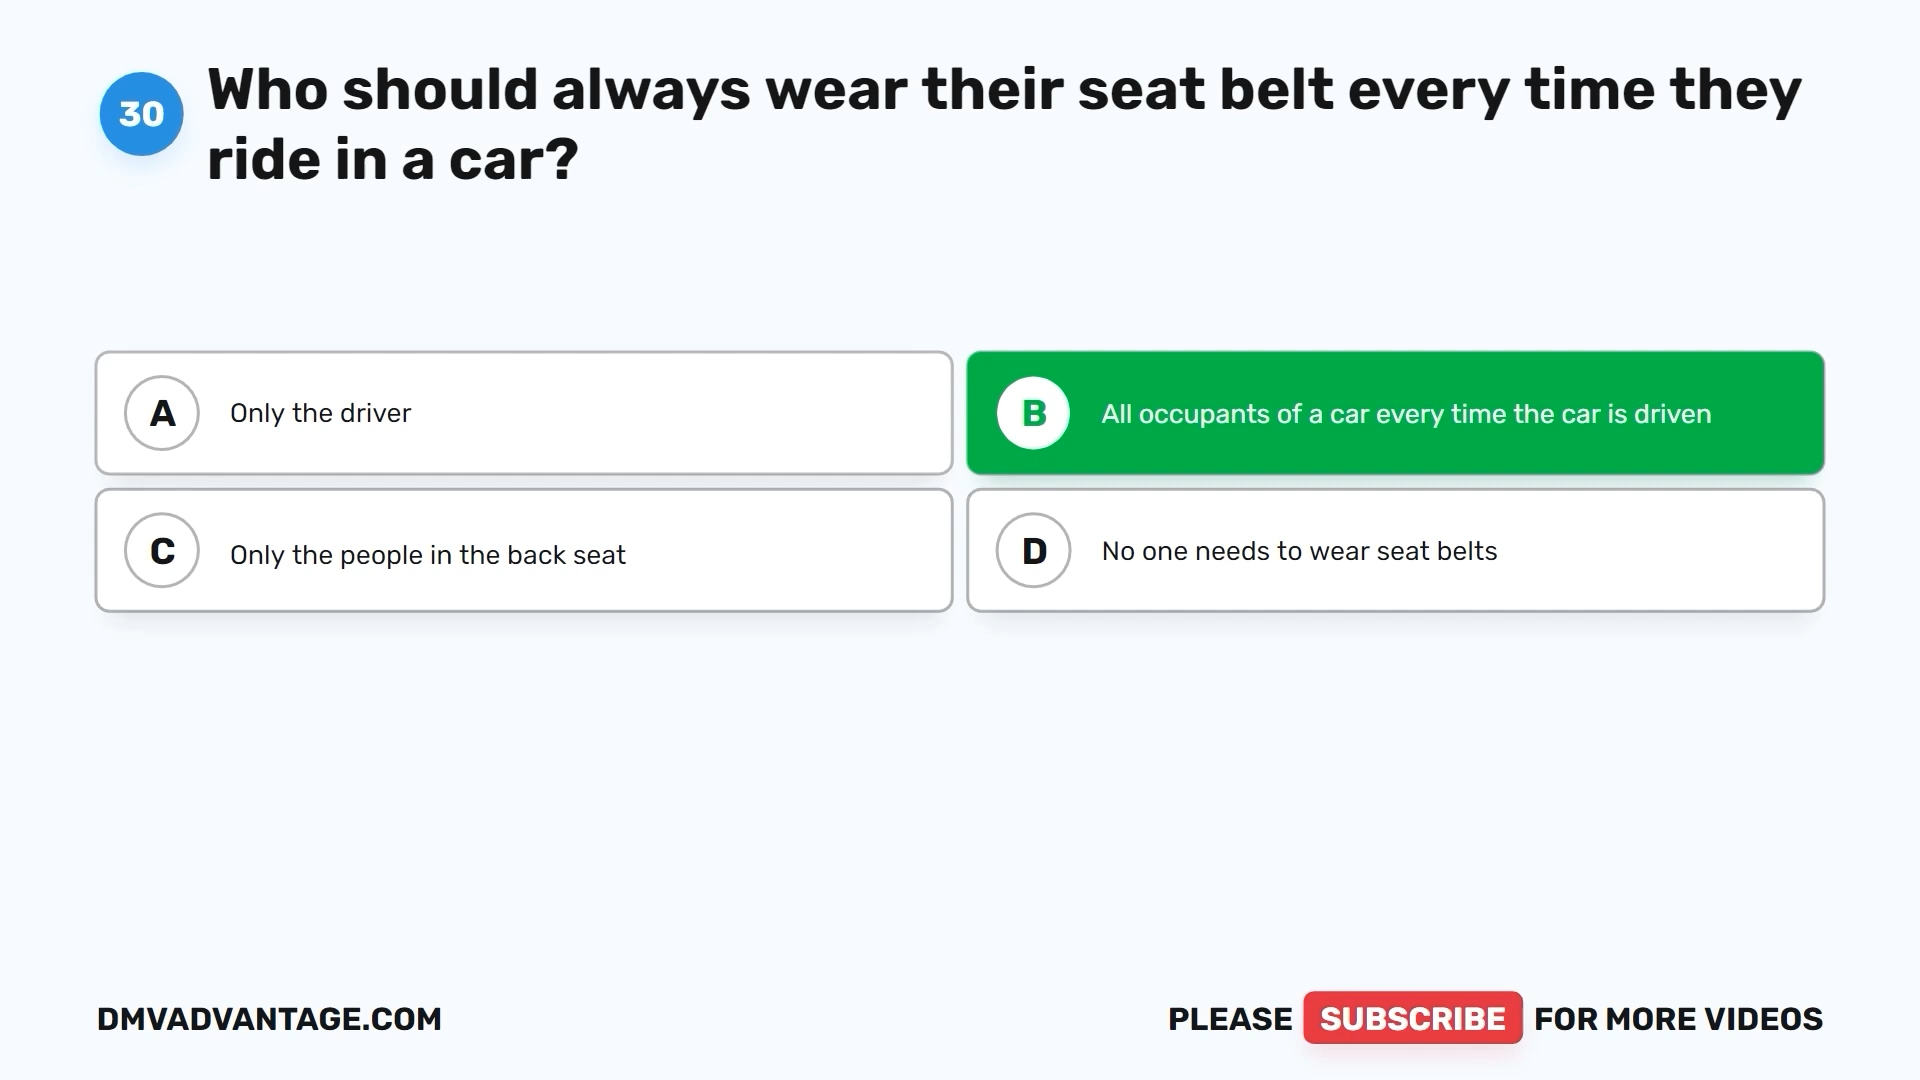 30
Who should always wear their seat belt every time they
ride in a car?
A
Only the driver
B
All occupants of a car every time the car is driven
C
Only the people in the back seat
D
No one needs to wear seat belts
DMVADVANTAGE.COM
PLEASE SUBSCRIBE FOR MORE VIDEOS